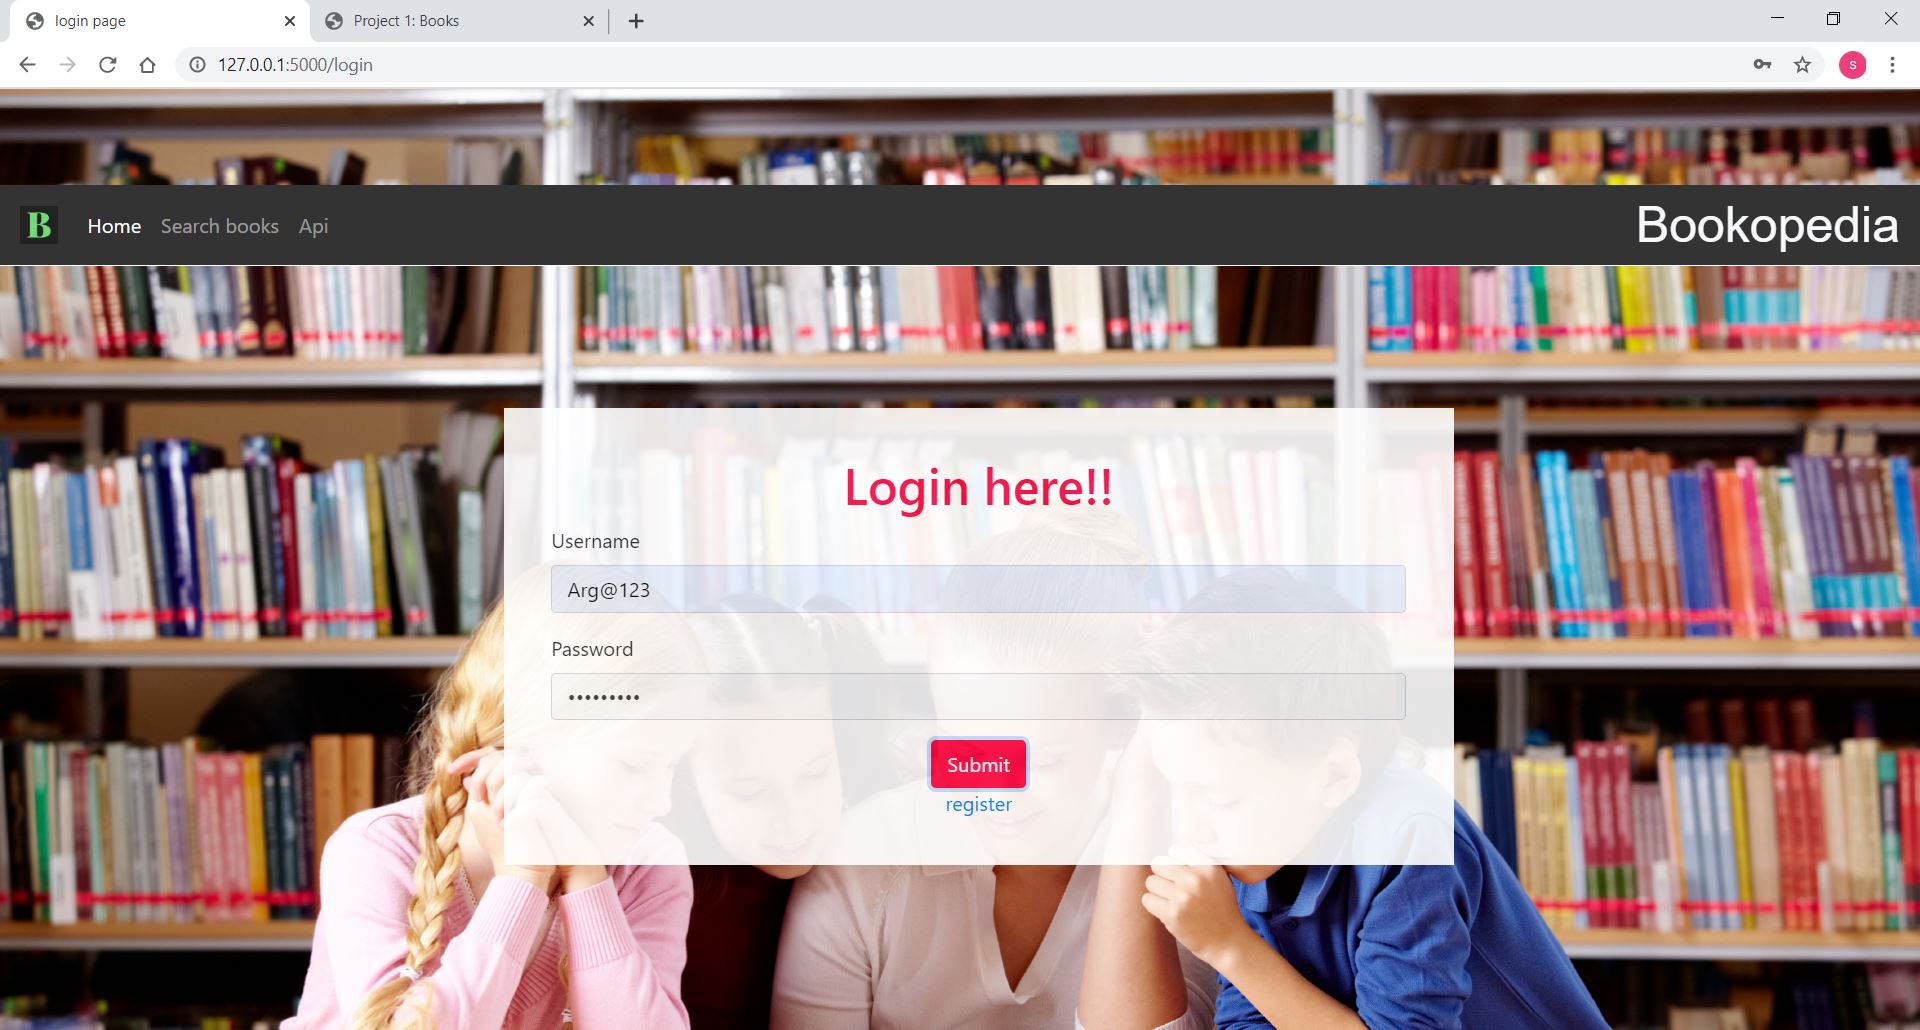 login page
Project 1: Books
127.0.0.1:5000/login
s
B
Home Search books Api
Bookopedia
Login here!!
Username
Arg@123
Password
•••••••••
Submit
register